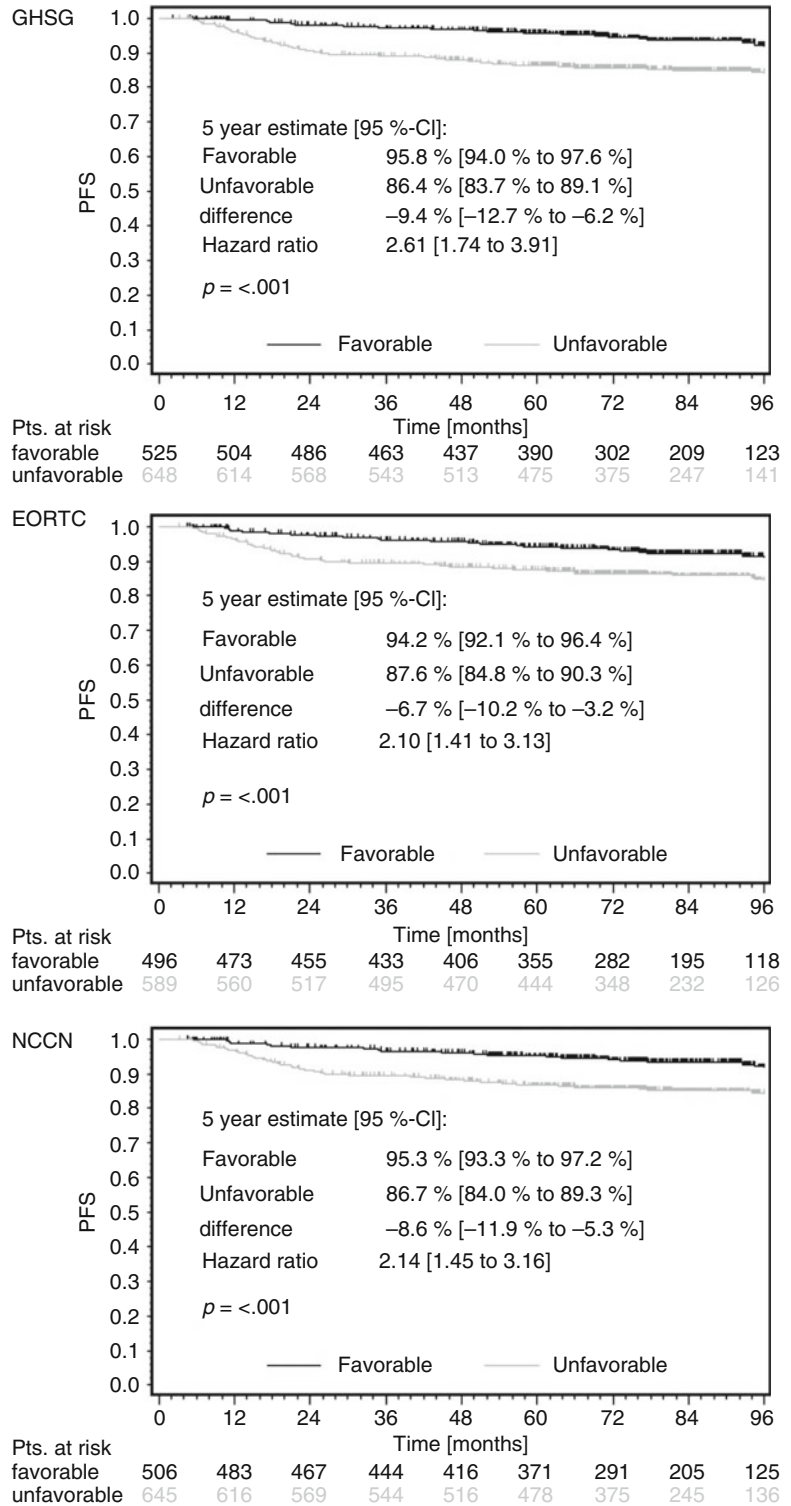 GHSG
1.0
0.9
0.8
0.7
0.6
0.5
0.4
0.3
0.2
0.1
0.0
PFS
5 year estimate [95 %-CI]:
Favorable 95.8 % [94.0 % to 97.6 %]
Unfavorable 86.4 % [83.7 % to 89.1 %]
difference –9.4 % [–12.7 % to –6.2 %]
Hazard ratio 2.61 [1.74 to 3.91]
p = <.001
Favorable Unfavorable
0 12 24 36 48 60 72 84 96
Pts. at risk Time [months]
favorable 525 504 486 463 437 390 302 209 123
unfavorable 648 614 568 543 513 475 375 247 141
EORTC
1.0
0.9
0.8
0.7
0.6
0.5
0.4
0.3
0.2
0.1
0.0
PFS
5 year estimate [95 %-CI]:
Favorable 94.2 % [92.1 % to 96.4 %]
Unfavorable 87.6 % [84.8 % to 90.3 %]
difference –6.7 % [–10.2 % to –3.2 %]
Hazard ratio 2.10 [1.41 to 3.13]
p = <.001
Favorable Unfavorable
0 12 24 36 48 60 72 84 96
Pts. at risk Time [months]
favorable 496 473 455 433 406 355 282 195 118
unfavorable 589 560 517 495 470 444 348 232 126
NCCN
1.0
0.9
0.8
0.7
0.6
0.5
0.4
0.3
0.2
0.1
0.0
PFS
5 year estimate [95 %-CI]:
Favorable 95.3 % [93.3 % to 97.2 %]
Unfavorable 86.7 % [84.0 % to 89.3 %]
difference –8.6 % [–11.9 % to –5.3 %]
Hazard ratio 2.14 [1.45 to 3.16]
p = <.001
Favorable Unfavorable
0 12 24 36 48 60 72 84 96
Pts. at risk Time [months]
favorable 506 483 467 444 416 371 291 205 125
unfavorable 645 616 569 544 516 478 375 245 136